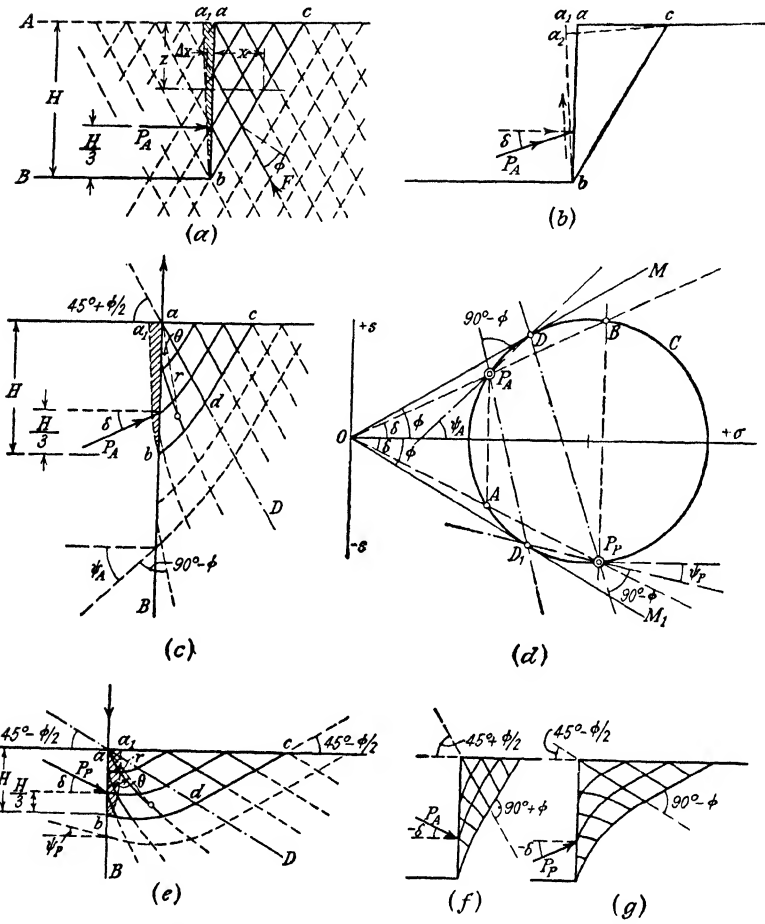 A a₁ a c
Δx x
z
H
H/3 P_A
ϕ
F
B b
(a)
a₁ a c
a₂
δ
P_A
b
(b)
45°+ϕ/2
a c
a₁ θ
H
r
d
H/3 δ
P_A
b
D
ψ_A 90°-ϕ
B
(c)
+s
M
90°-ϕ
D B
C
P_A
O δ ϕ ψ_A +σ
δ ϕ
A
-s
D₁ P_P
ψ_P
90°-ϕ
M₁
(d)
45°-ϕ/2 a₁ c 45°-ϕ/2
a
H P_P r
δ θ
H/3 d
b
ψ_P
D
B
(e)
45°+ϕ/2
P_A 90°+ϕ
-δ
(f)
45°-ϕ/2
90°-ϕ
-δ
P_P
(g)